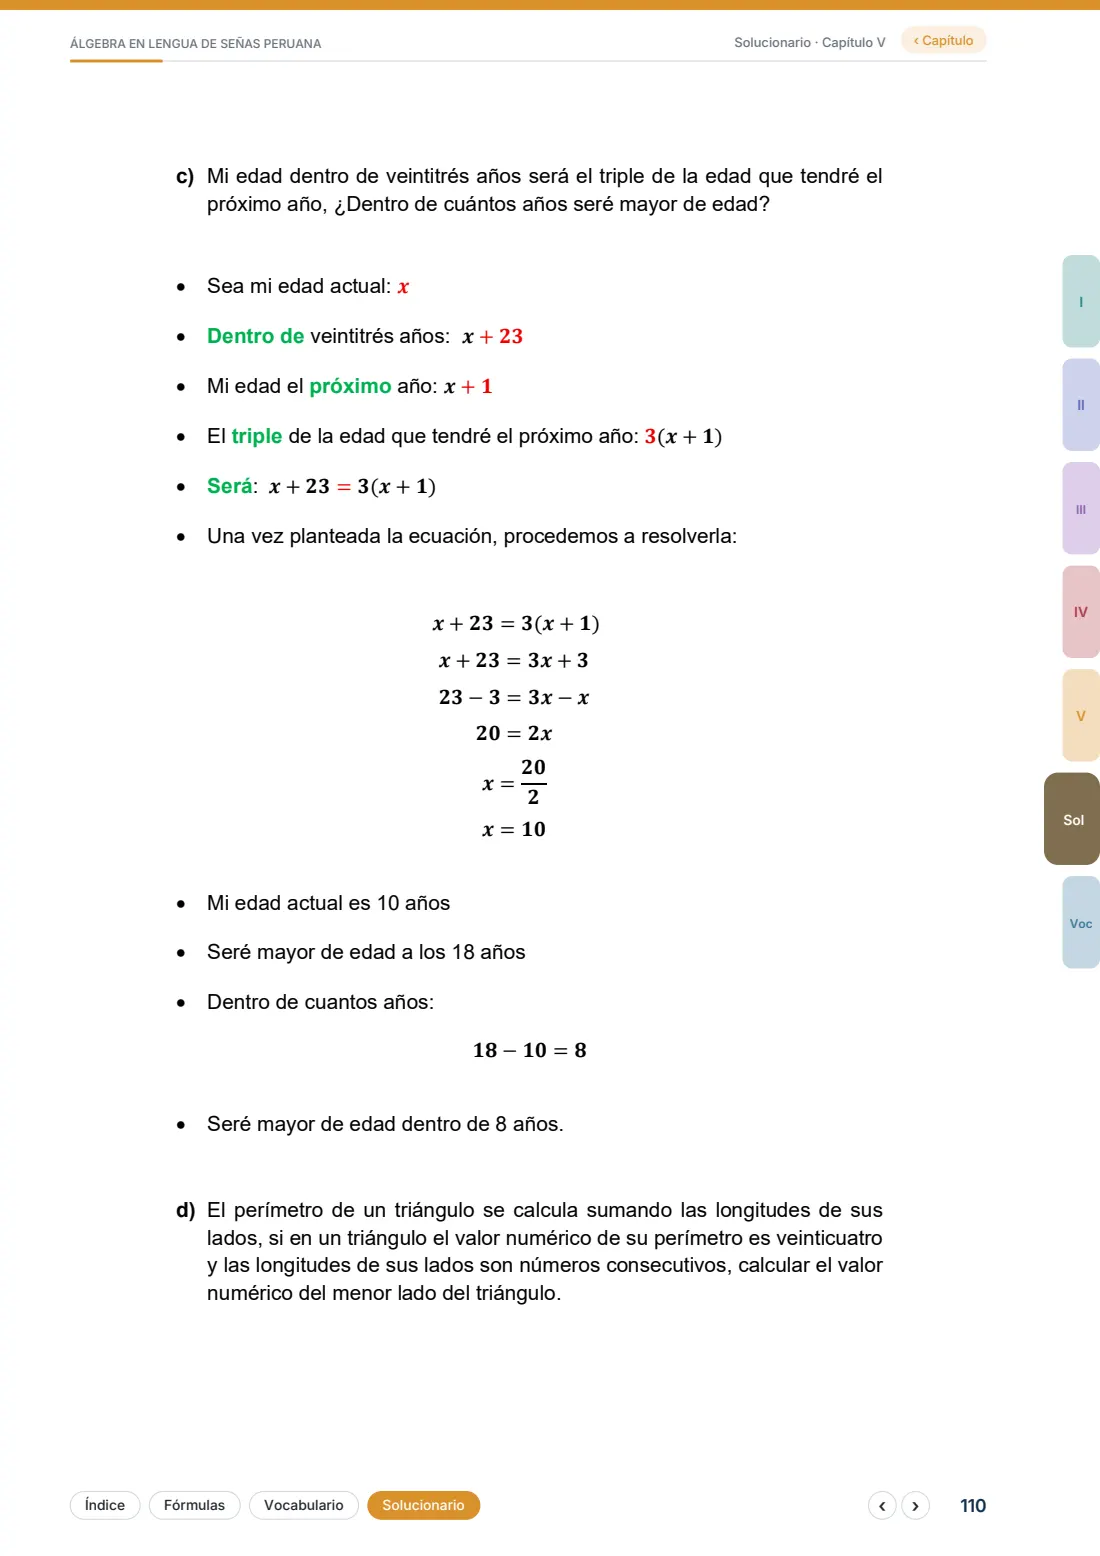 ÁLGEBRA EN LENGUA DE SEÑAS PERUANA
Solucionario · Capítulo V ‹ Capítulo
c) Mi edad dentro de veintitrés años será el triple de la edad que tendré el
próximo año, ¿Dentro de cuántos años seré mayor de edad?
• Sea mi edad actual: x
• Dentro de veintitrés años: x + 23
• Mi edad el próximo año: x + 1
• El triple de la edad que tendré el próximo año: 3(x + 1)
• Será: x + 23 = 3(x + 1)
• Una vez planteada la ecuación, procedemos a resolverla:
x + 23 = 3(x + 1)
x + 23 = 3x + 3
23 − 3 = 3x − x
20 = 2x
x = 20/2
x = 10
• Mi edad actual es 10 años
• Seré mayor de edad a los 18 años
• Dentro de cuantos años:
18 − 10 = 8
• Seré mayor de edad dentro de 8 años.
d) El perímetro de un triángulo se calcula sumando las longitudes de sus
lados, si en un triángulo el valor numérico de su perímetro es veinticuatro
y las longitudes de sus lados son números consecutivos, calcular el valor
numérico del menor lado del triángulo.
I
II
III
IV
V
Sol
Voc
Índice Fórmulas Vocabulario Solucionario ‹ › 110